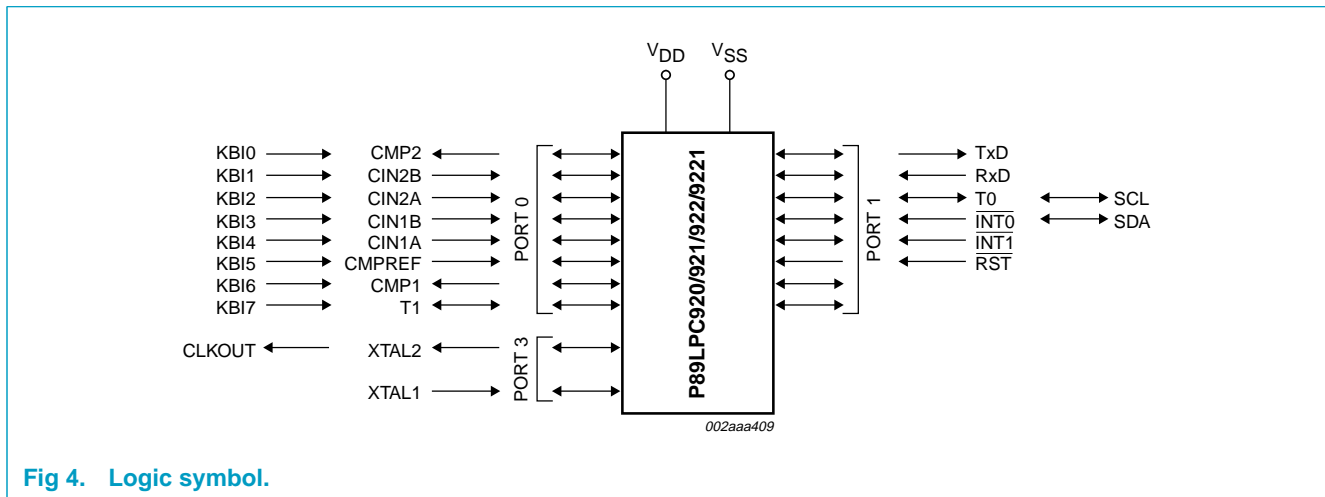 VDD VSS
KBI0 CMP2 TxD
KBI1 CIN2B RxD
KBI2 CIN2A T0 SCL
KBI3 CIN1B INT0 SDA
KBI4 CIN1A INT1
KBI5 CMPREF RST
KBI6 CMP1
KBI7 T1
PORT 0
PORT 1
CLKOUT XTAL2
XTAL1
PORT 3
P89LPC920/921/922/9221
002aaa409
Fig 4. Logic symbol.